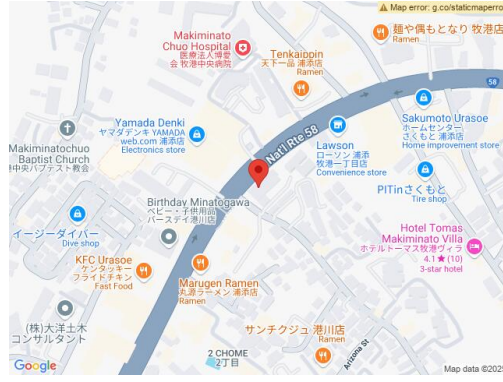 Map error: g.co/staticmaperro
Makiminato
Chuo Hospital
医療法人博愛
会 牧港中央病院
Tenkaippin
天下一品 浦添店
Ramen
麺や偶もとなり 牧港店
Ramen
58
Yamada Denki
ヤマダデンキ YAMADA
web.com 浦添店
Electronics store
Nat'l Rte 58
Lawson
ローソン 浦添
牧港一丁目店
Convenience store
Sakumoto Urasoe
ホームセンター
さくもと 浦添店
Home improvement store
Makiminatochuo
Baptist Church
港中央バプテスト教会
PITinさくもと
Tire shop
Birthday Minatogawa
ベビー・子供用品
バースデイ港川店
イージーダイバー
Dive shop
Hotel Tomas
Makiminato Villa
ホテルトーマス牧港ヴィラ
4.1★(10)
3-star hotel
KFC Urasoe
ケンタッキー
フライドチキン
Fast Food
Marugen Ramen
丸源ラーメン 浦添店
Ramen
(株)大洋土木
コンサルタント
サンチクジュ 港川店
Ramen
2 CHOME
2丁目
Arizona St
Google
Map data ©202